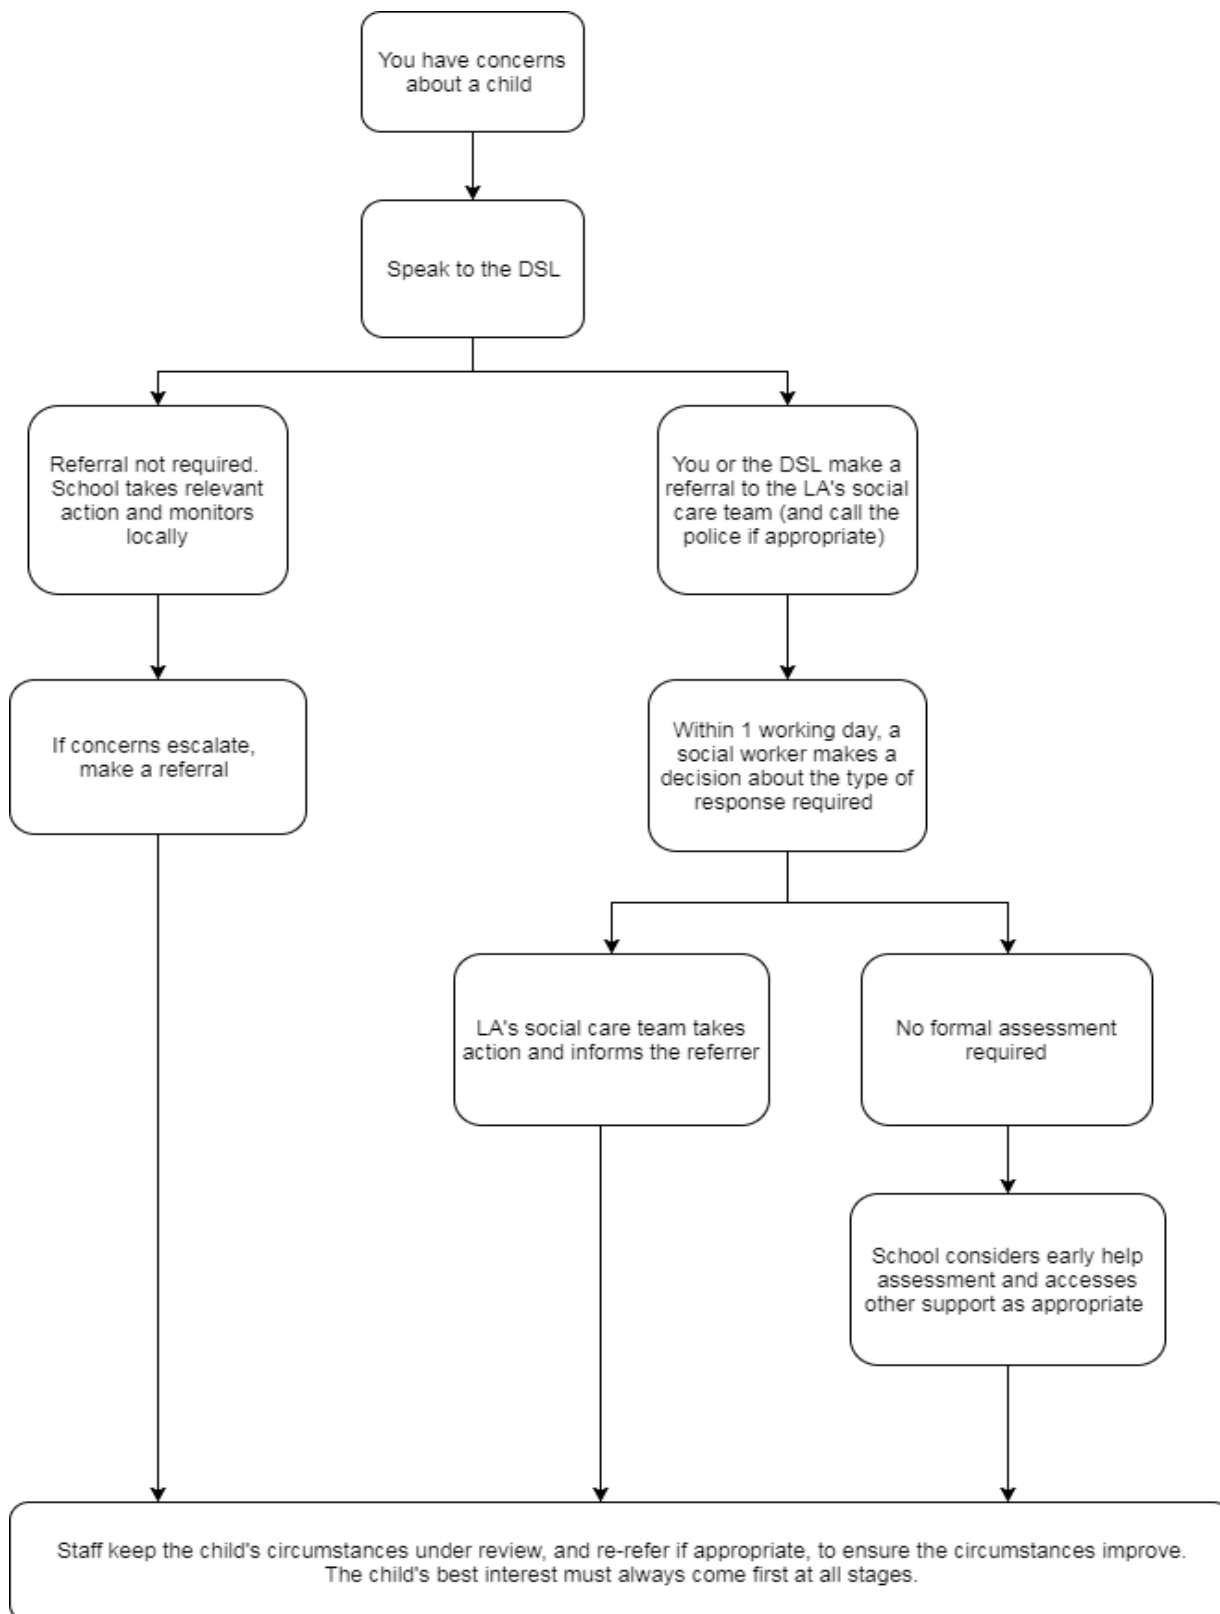 You have concerns
about a child
Speak to the DSL
Referral not required.
School takes relevant
action and monitors
locally
You or the DSL make a
referral to the LA's social
care team (and call the
police if appropriate)
If concerns escalate,
make a referral
Within 1 working day, a
social worker makes a
decision about the type of
response required
LA's social care team takes
action and informs the referrer
No formal assessment
required
School considers early help
assessment and accesses
other support as appropriate
Staff keep the child's circumstances under review, and re-refer if appropriate, to ensure the circumstances improve.
The child's best interest must always come first at all stages.